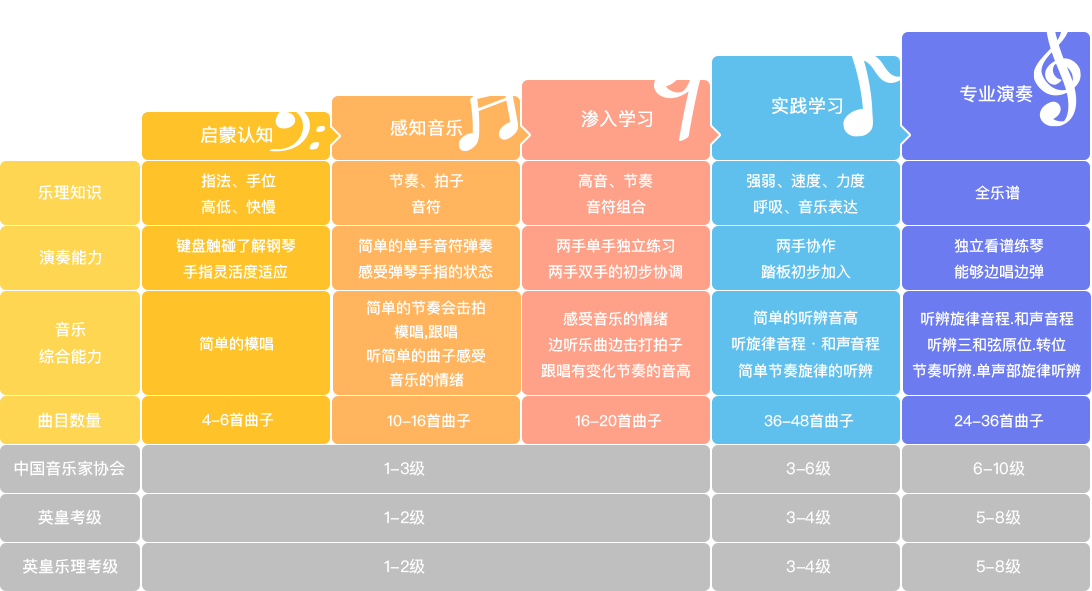 启蒙认知
感知音乐
渗入学习
实践学习
专业演奏
乐理知识
指法、手位
高低、快慢
节奏、拍子
音符
高音、节奏
音符组合
强弱、速度、力度
呼吸、音乐表达
全乐谱
演奏能力
键盘触碰了解钢琴
手指灵活度适应
简单的单手音符弹奏
感受弹琴手指的状态
两手单手独立练习
两手双手的初步协调
两手协作
踏板初步加入
独立看谱练琴
能够边唱边弹
音乐
综合能力
简单的模唱
简单的节奏会击拍
模唱,跟唱
听简单的曲子感受
音乐的情绪
感受音乐的情绪
边听乐曲边击打拍子
跟唱有变化节奏的音高
简单的听辨音高
听旋律音程·和声音程
简单节奏旋律的听辨
听辨旋律音程.和声音程
听辨三和弦原位.转位
节奏听辨.单声部旋律听辨
曲目数量
4-6首曲子
10-16首曲子
16-20首曲子
36-48首曲子
24-36首曲子
中国音乐家协会
1-3级
3-6级
6-10级
英皇考级
1-2级
3-4级
5-8级
英皇乐理考级
1-2级
3-4级
5-8级